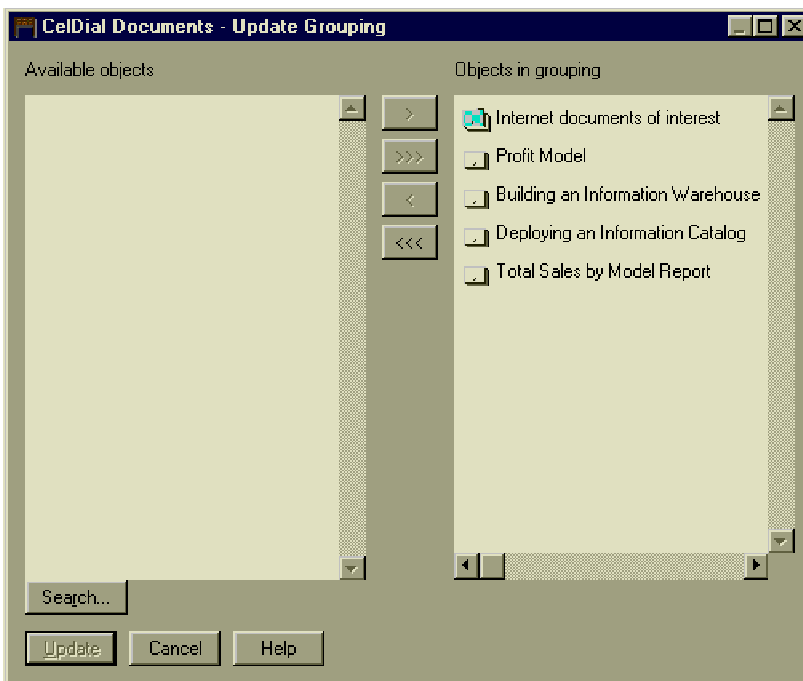 CelDial Documents - Update Grouping
Available objects
Objects in grouping
>
>>>
<
<<<
Internet documents of interest
Profit Model
Building an Information Warehouse
Deploying an Information Catalog
Total Sales by Model Report
Search...
Update
Cancel
Help